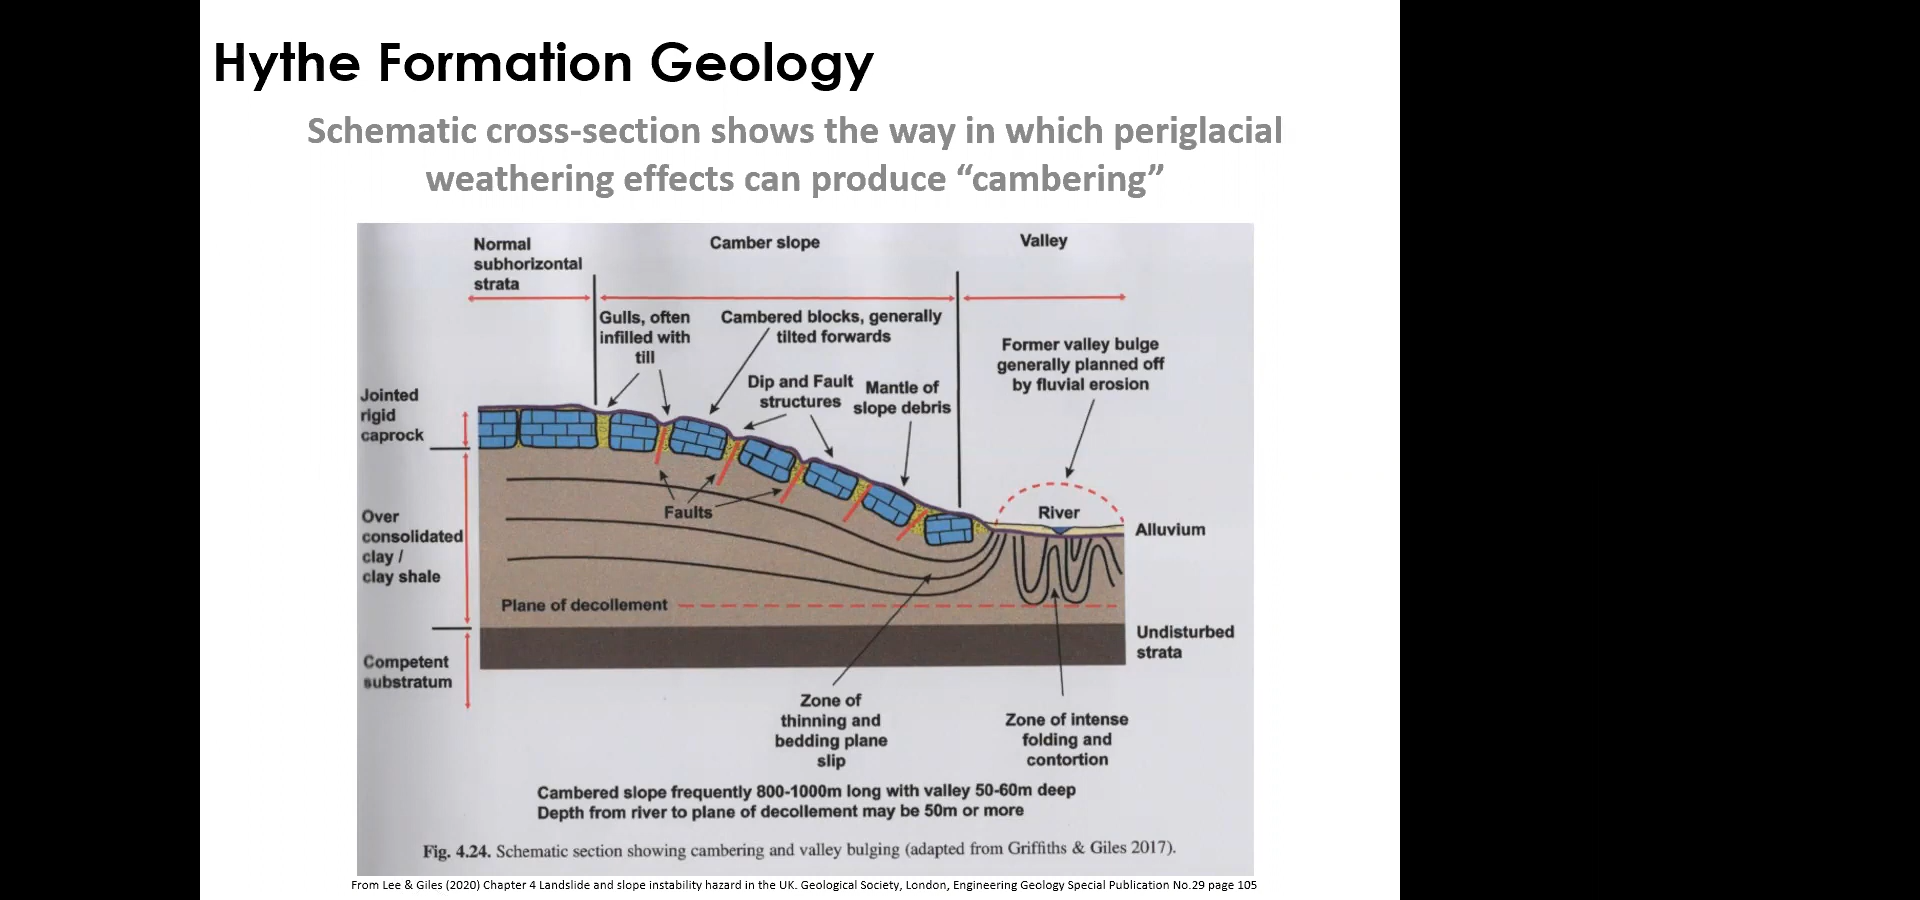 Hythe Formation Geology
Schematic cross-section shows the way in which periglacial
weathering effects can produce “cambering”
Normal
subhorizontal
strata
Camber slope
Valley
Gulls, often
infilled with
till
Cambered blocks, generally
tilted forwards
Former valley bulge
generally planned off
by fluvial erosion
Dip and Fault
structures
Mantle of
slope debris
Jointed
rigid
caprock
Faults
River
Alluvium
Over
consolidated
clay /
clay shale
Plane of decollement
Undisturbed
strata
Competent
substratum
Zone of
thinning and
bedding plane
slip
Zone of intense
folding and
contortion
Cambered slope frequently 800-1000m long with valley 50-60m deep
Depth from river to plane of decollement may be 50m or more
Fig. 4.24. Schematic section showing cambering and valley bulging (adapted from Griffiths & Giles 2017).
From Lee & Giles (2020) Chapter 4 Landslide and slope instability hazard in the UK. Geological Society, London, Engineering Geology Special Publication No.29 page 105